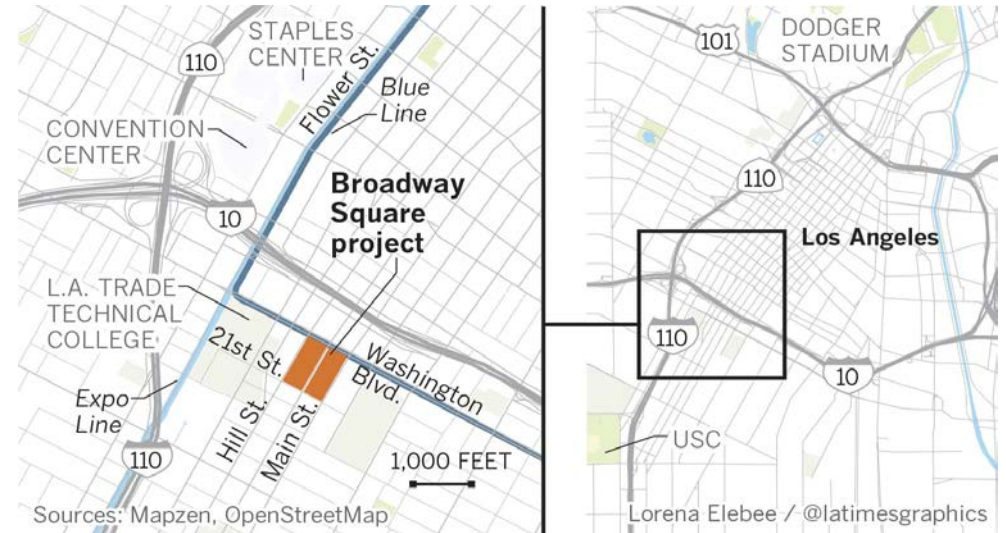 110
STAPLES
CENTER
Flower St.
Blue
Line
CONVENTION
CENTER
10
Broadway
Square
project
L.A. TRADE
TECHNICAL
COLLEGE
21st St.
Washington
Blvd.
Expo
Line
Hill St.
Main St.
110
1,000 FEET
Sources: Mapzen, OpenStreetMap
101
DODGER
STADIUM
110
Los Angeles
110
10
USC
Lorena Elebee / @latimesgraphics